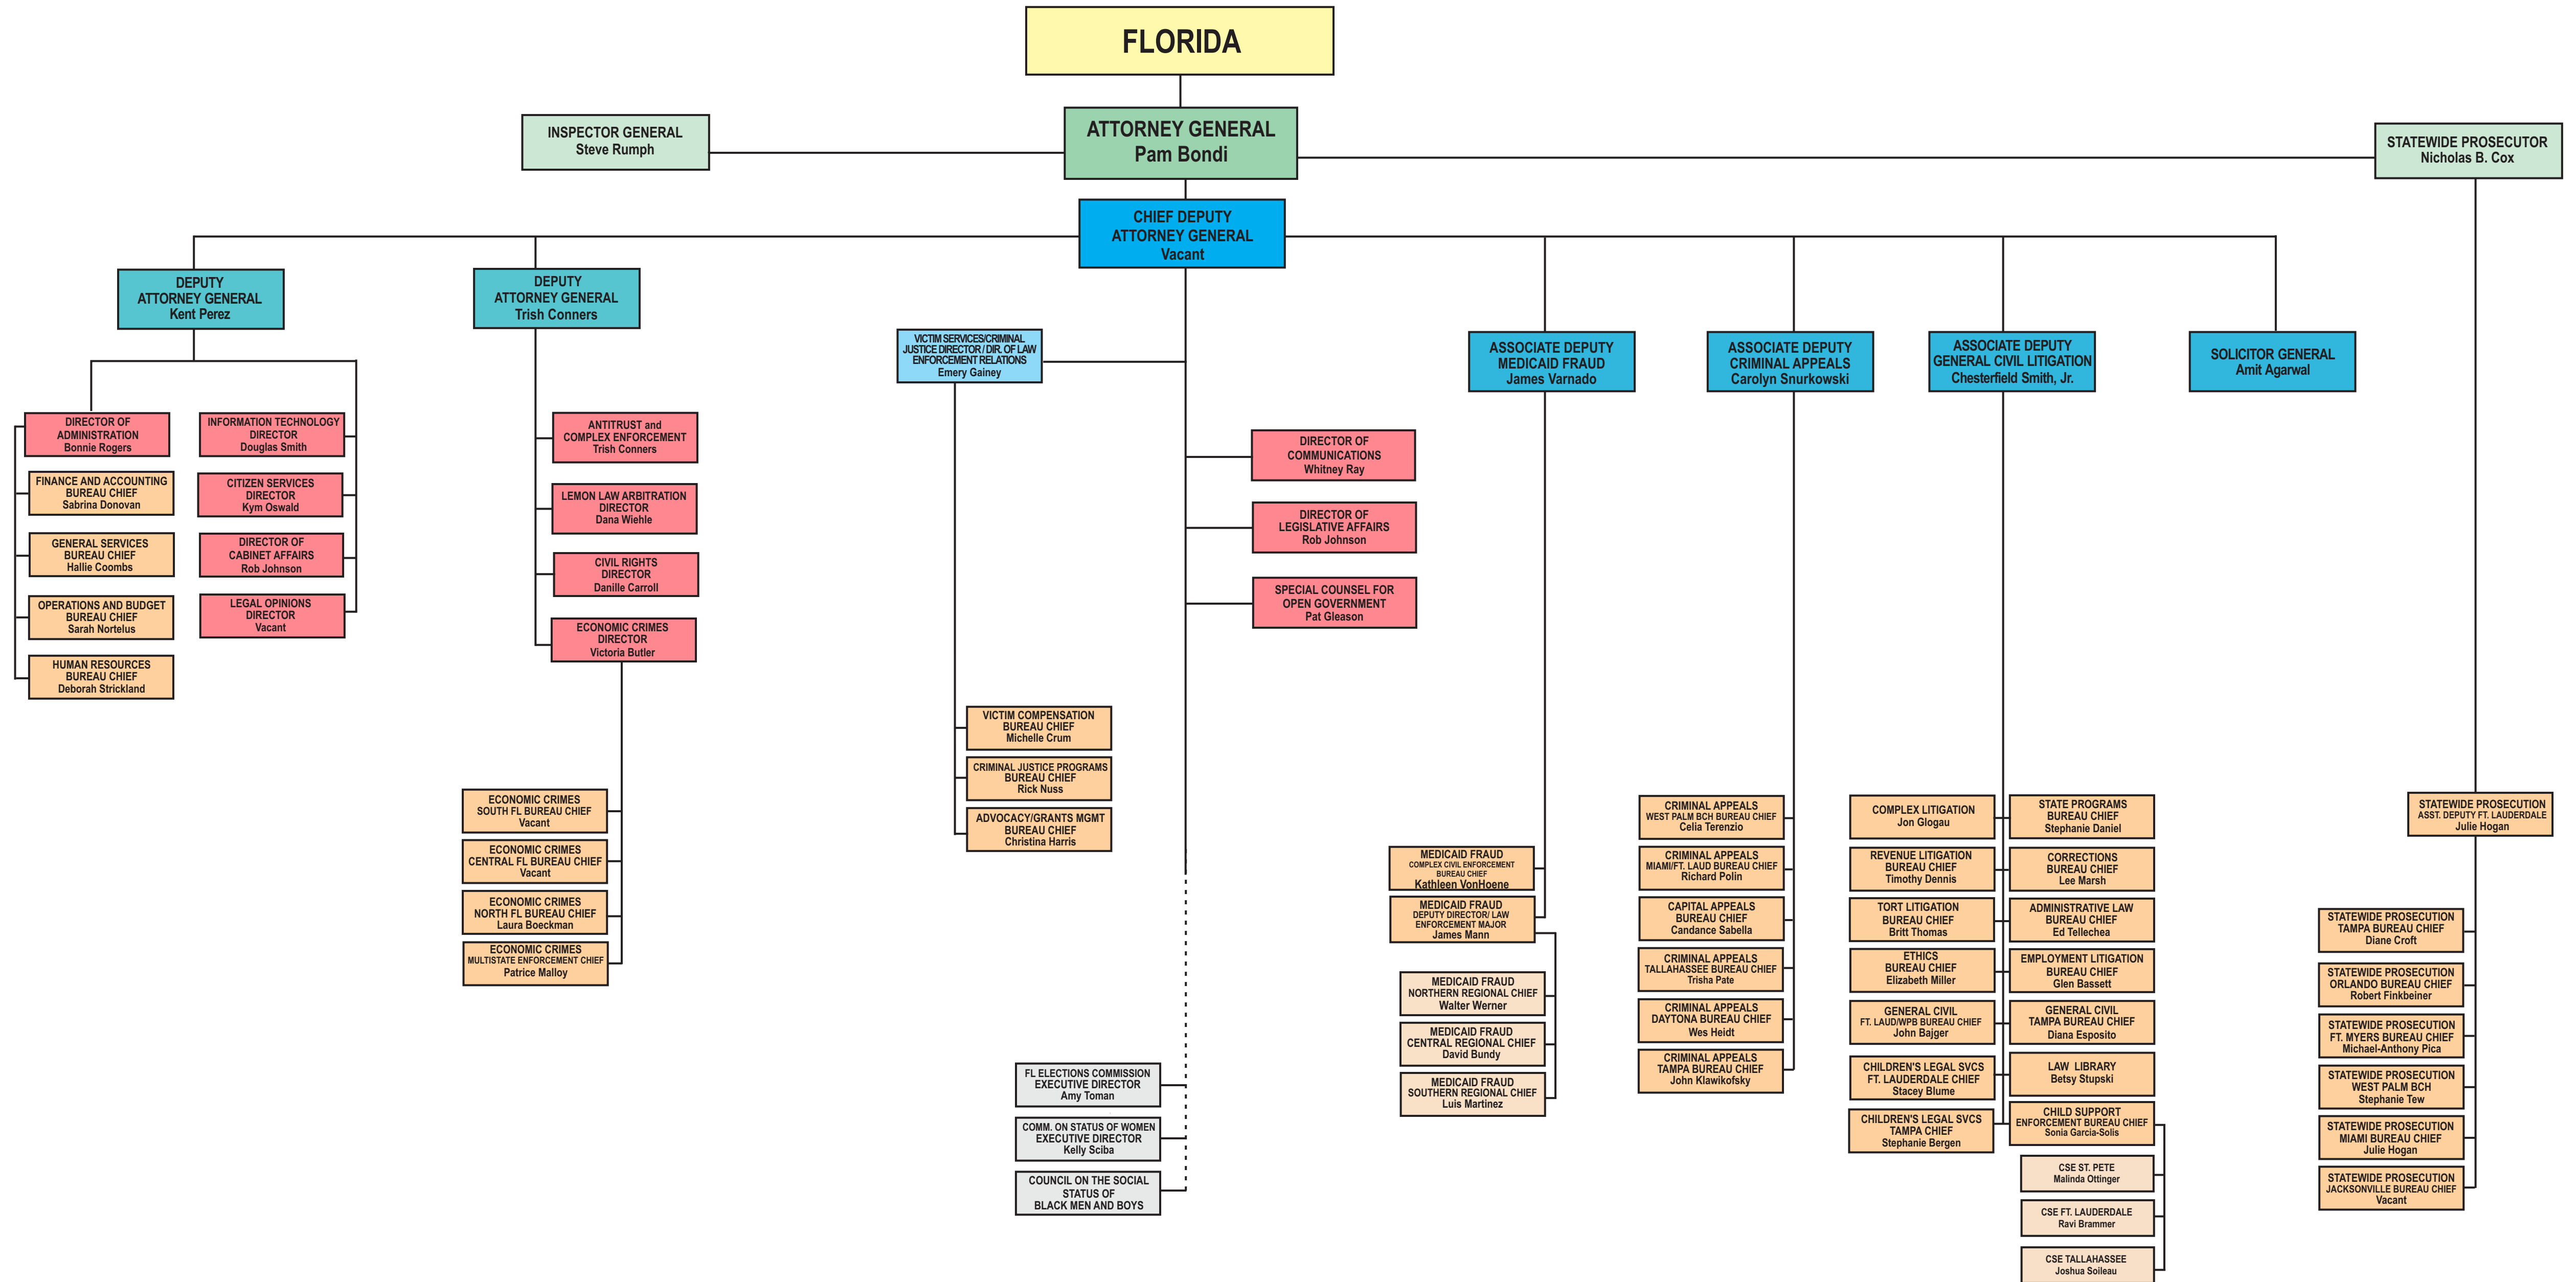 FLORIDA
ATTORNEY GENERAL
Pam Bondi
INSPECTOR GENERAL
Steve Rumph
STATEWIDE PROSECUTOR
Nicholas B. Cox
CHIEF DEPUTY
ATTORNEY GENERAL
Vacant
DEPUTY
ATTORNEY GENERAL
Kent Perez
DEPUTY
ATTORNEY GENERAL
Trish Conners
VICTIM SERVICES/CRIMINAL
JUSTICE DIRECTOR / DIR. OF LAW
ENFORCEMENT RELATIONS
Emery Gainey
ASSOCIATE DEPUTY
MEDICAID FRAUD
James Varnado
ASSOCIATE DEPUTY
CRIMINAL APPEALS
Carolyn Snurkowski
ASSOCIATE DEPUTY
GENERAL CIVIL LITIGATION
Chesterfield Smith, Jr.
SOLICITOR GENERAL
Amit Agarwal
DIRECTOR OF
ADMINISTRATION
Bonnie Rogers
FINANCE AND ACCOUNTING
BUREAU CHIEF
Sabrina Donovan
GENERAL SERVICES
BUREAU CHIEF
Hallie Coombs
OPERATIONS AND BUDGET
BUREAU CHIEF
Sarah Nortelus
HUMAN RESOURCES
BUREAU CHIEF
Deborah Strickland
INFORMATION TECHNOLOGY
DIRECTOR
Douglas Smith
CITIZEN SERVICES
DIRECTOR
Kym Oswald
DIRECTOR OF
CABINET AFFAIRS
Rob Johnson
LEGAL OPINIONS
DIRECTOR
Vacant
ANTITRUST and
COMPLEX ENFORCEMENT
Trish Conners
LEMON LAW ARBITRATION
DIRECTOR
Dana Wiehle
CIVIL RIGHTS
DIRECTOR
Danille Carroll
ECONOMIC CRIMES
DIRECTOR
Victoria Butler
ECONOMIC CRIMES
SOUTH FL BUREAU CHIEF
Vacant
ECONOMIC CRIMES
CENTRAL FL BUREAU CHIEF
Vacant
ECONOMIC CRIMES
NORTH FL BUREAU CHIEF
Laura Boeckman
ECONOMIC CRIMES
MULTISTATE ENFORCEMENT CHIEF
Patrice Malloy
DIRECTOR OF
COMMUNICATIONS
Whitney Ray
DIRECTOR OF
LEGISLATIVE AFFAIRS
Rob Johnson
SPECIAL COUNSEL FOR
OPEN GOVERNMENT
Pat Gleason
VICTIM COMPENSATION
BUREAU CHIEF
Michelle Crum
CRIMINAL JUSTICE PROGRAMS
BUREAU CHIEF
Rick Nuss
ADVOCACY/GRANTS MGMT
BUREAU CHIEF
Christina Harris
FL ELECTIONS COMMISSION
EXECUTIVE DIRECTOR
Amy Toman
COMM. ON STATUS OF WOMEN
EXECUTIVE DIRECTOR
Kelly Sciba
COUNCIL ON THE SOCIAL
STATUS OF
BLACK MEN AND BOYS
MEDICAID FRAUD
COMPLEX CIVIL ENFORCEMENT
BUREAU CHIEF
Kathleen VonHoene
MEDICAID FRAUD
DEPUTY DIRECTOR/ LAW
ENFORCEMENT MAJOR
James Mann
MEDICAID FRAUD
NORTHERN REGIONAL CHIEF
Walter Werner
MEDICAID FRAUD
CENTRAL REGIONAL CHIEF
David Bundy
MEDICAID FRAUD
SOUTHERN REGIONAL CHIEF
Luis Martinez
CRIMINAL APPEALS
WEST PALM BCH BUREAU CHIEF
Celia Terenzio
CRIMINAL APPEALS
MIAMI/FT. LAUD BUREAU CHIEF
Richard Polin
CAPITAL APPEALS
BUREAU CHIEF
Candance Sabella
CRIMINAL APPEALS
TALLAHASSEE BUREAU CHIEF
Trisha Pate
CRIMINAL APPEALS
DAYTONA BUREAU CHIEF
Wes Heidt
CRIMINAL APPEALS
TAMPA BUREAU CHIEF
John Klawikofsky
COMPLEX LITIGATION
Jon Glogau
REVENUE LITIGATION
BUREAU CHIEF
Timothy Dennis
TORT LITIGATION
BUREAU CHIEF
Britt Thomas
ETHICS
BUREAU CHIEF
Elizabeth Miller
GENERAL CIVIL
FT. LAUD/WPB BUREAU CHIEF
John Bajger
CHILDREN'S LEGAL SVCS
FT. LAUDERDALE CHIEF
Stacey Blume
CHILDREN'S LEGAL SVCS
TAMPA CHIEF
Stephanie Bergen
STATE PROGRAMS
BUREAU CHIEF
Stephanie Daniel
CORRECTIONS
BUREAU CHIEF
Lee Marsh
ADMINISTRATIVE LAW
BUREAU CHIEF
Ed Tellechea
EMPLOYMENT LITIGATION
BUREAU CHIEF
Glen Bassett
GENERAL CIVIL
TAMPA BUREAU CHIEF
Diana Esposito
LAW LIBRARY
Betsy Stupski
CHILD SUPPORT
ENFORCEMENT BUREAU CHIEF
Sonia Garcia-Solis
CSE ST. PETE
Malinda Ottinger
CSE FT. LAUDERDALE
Ravi Brammer
CSE TALLAHASSEE
Joshua Soileau
STATEWIDE PROSECUTION
ASST. DEPUTY FT. LAUDERDALE
Julie Hogan
STATEWIDE PROSECUTION
TAMPA BUREAU CHIEF
Diane Croft
STATEWIDE PROSECUTION
ORLANDO BUREAU CHIEF
Robert Finkbeiner
STATEWIDE PROSECUTION
FT. MYERS BUREAU CHIEF
Michael-Anthony Pica
STATEWIDE PROSECUTION
WEST PALM BCH
Stephanie Tew
STATEWIDE PROSECUTION
MIAMI BUREAU CHIEF
Julie Hogan
STATEWIDE PROSECUTION
JACKSONVILLE BUREAU CHIEF
Vacant